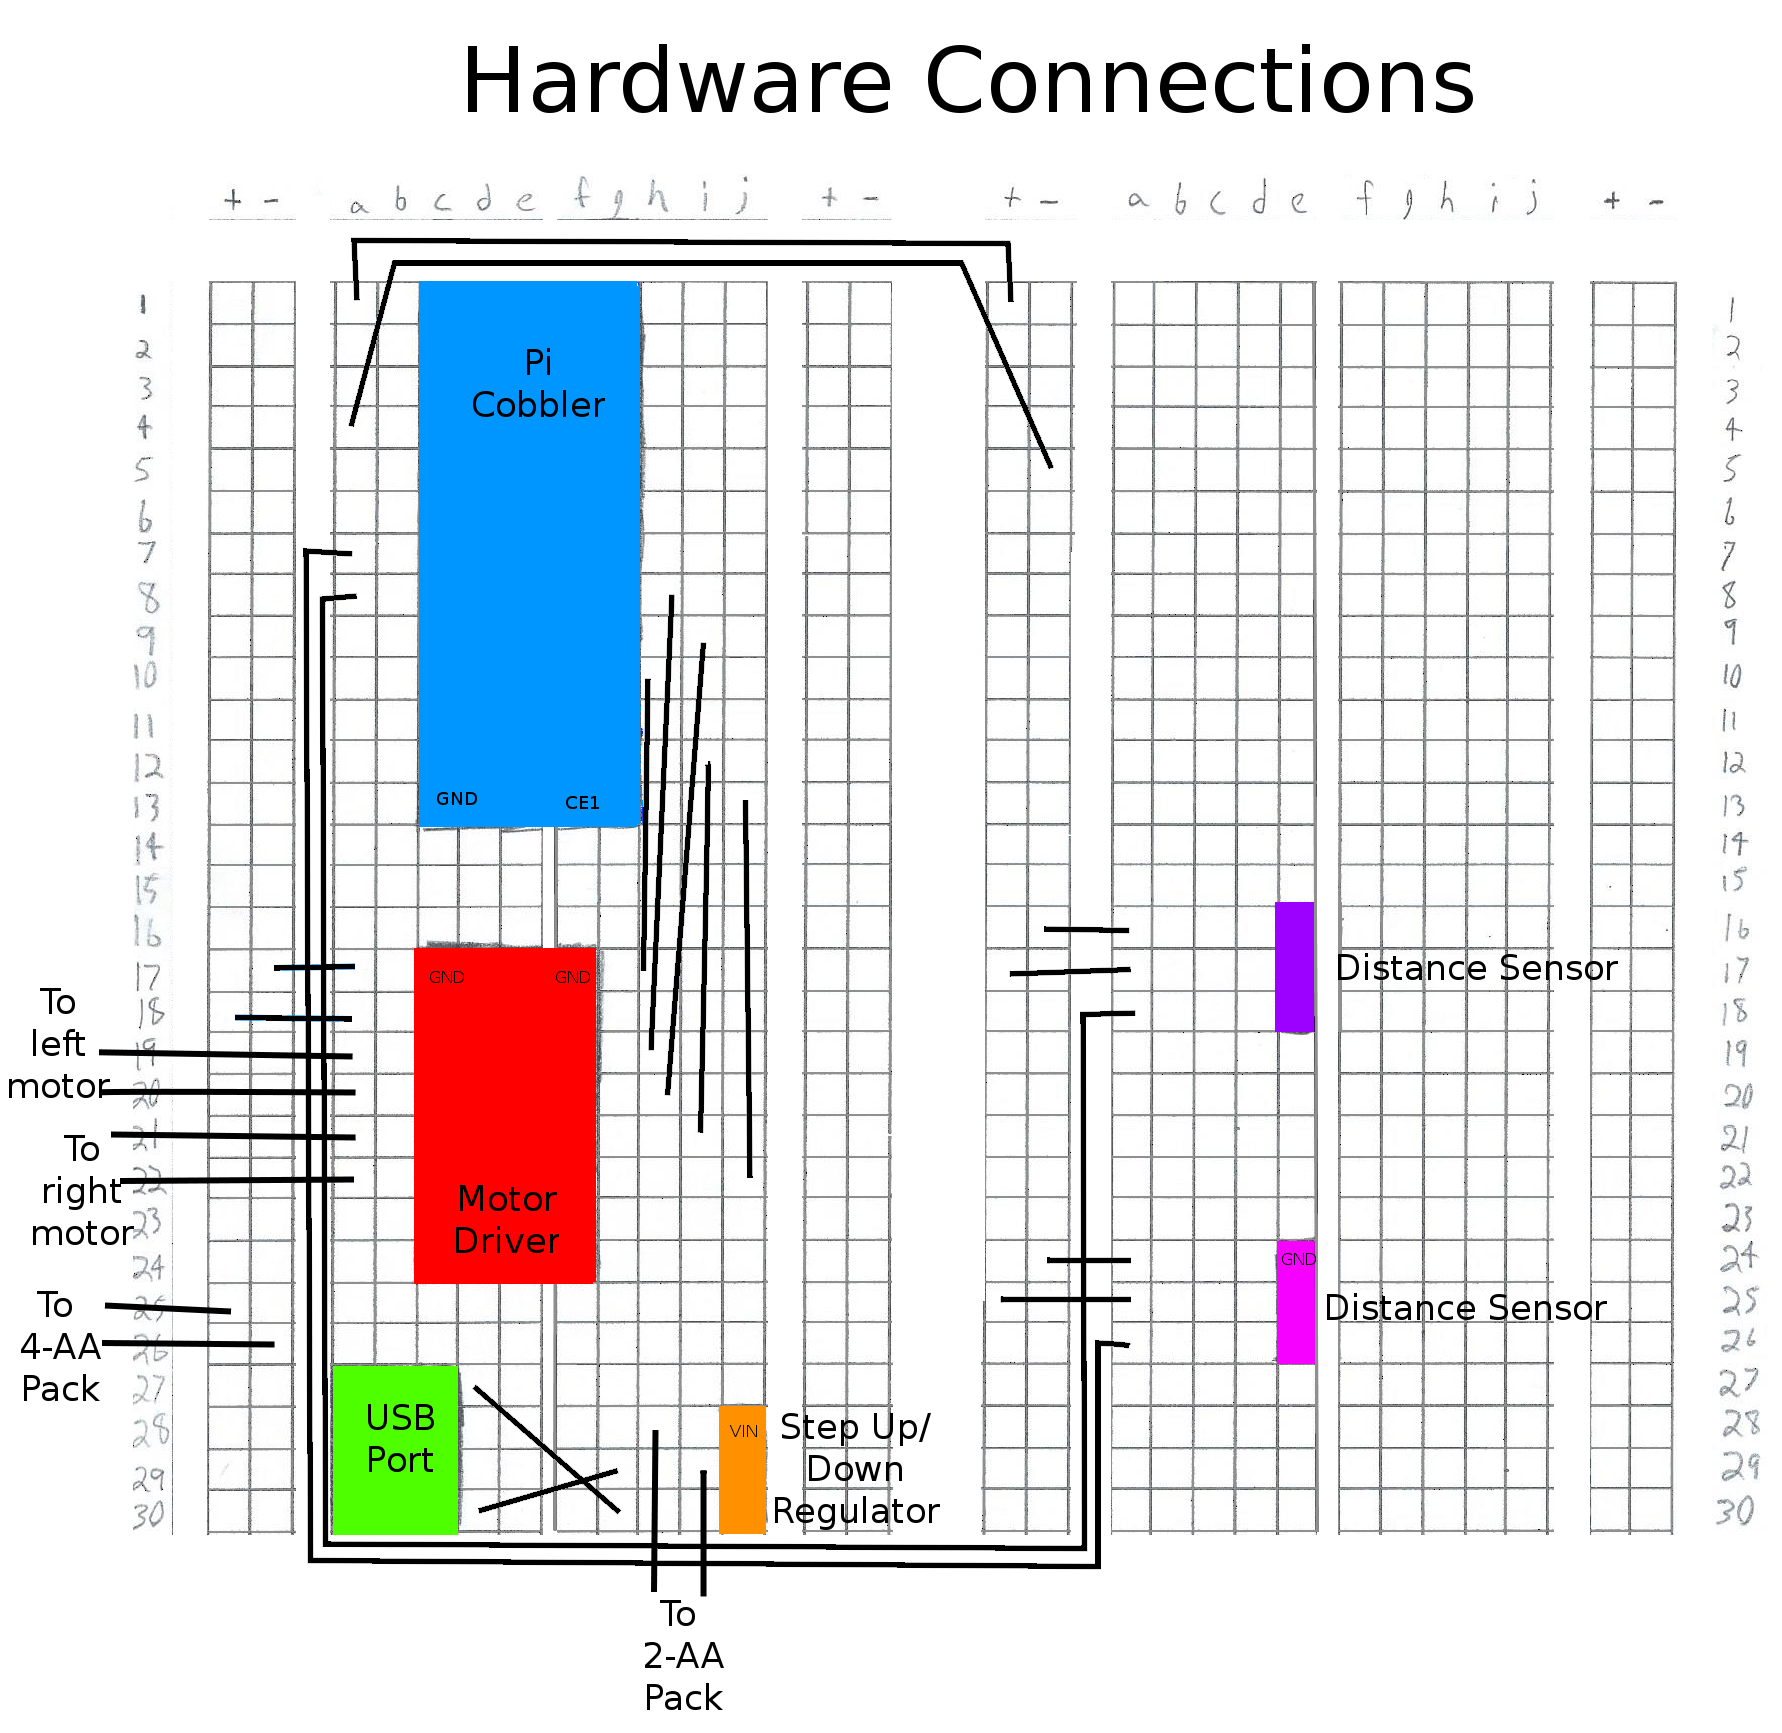 Hardware Connections
+ - a b c d e f g h i j + - + - a b c d e f g h i j + -
1 1
2 2
3 3
4 4
5 5
6 6
7 7
8 8
9 9
10 10
11 11
12 12
13 13
14 14
15 15
16 16
17 17
18 18
19 19
20 20
21 21
22 22
23 23
24 24
25 25
26 26
27 27
28 28
29 29
30 30
Pi
Cobbler
GND CE1
GND GND
Motor
Driver
To
left
motor
To
right
motor
To
4-AA
Pack
USB
Port
VIN
Step Up/
Down
Regulator
To
2-AA
Pack
Distance Sensor
GND
Distance Sensor